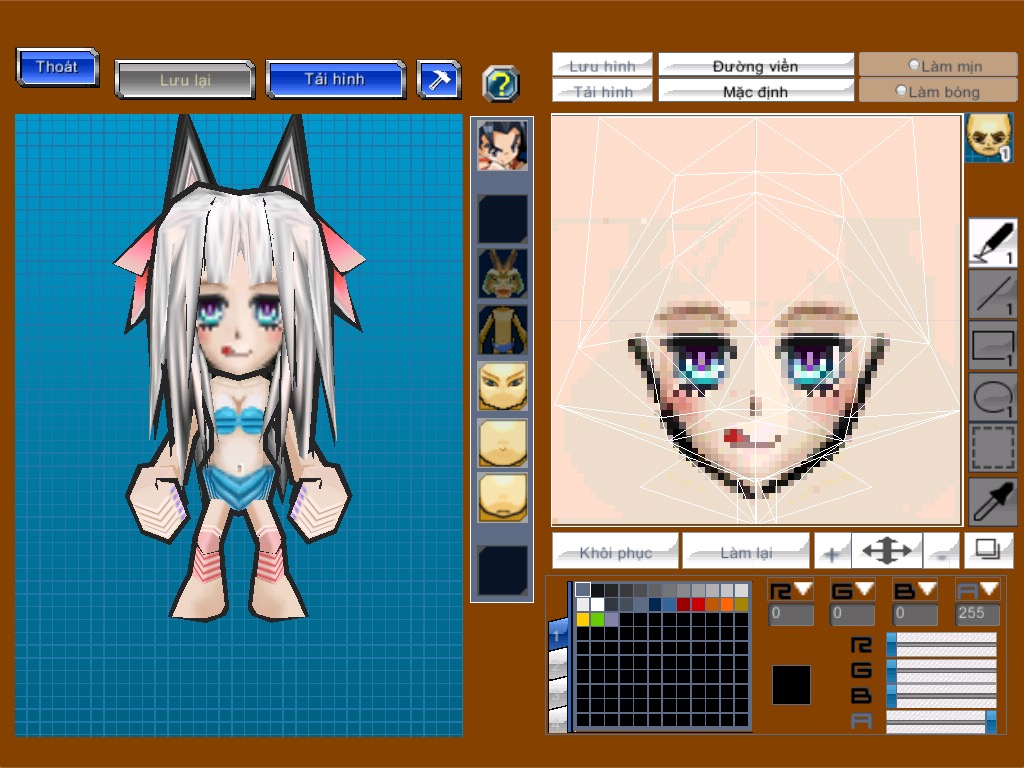 Thoát
Lưu lại
Tải hình
?
Lưu hình
Đường viền
Làm mịn
Tải hình
Mặc định
Làm bóng
1
1
1
1
1
Khôi phục
Làm lại
+
-
R
G
B
A
0
0
0
255
1
R
G
B
A